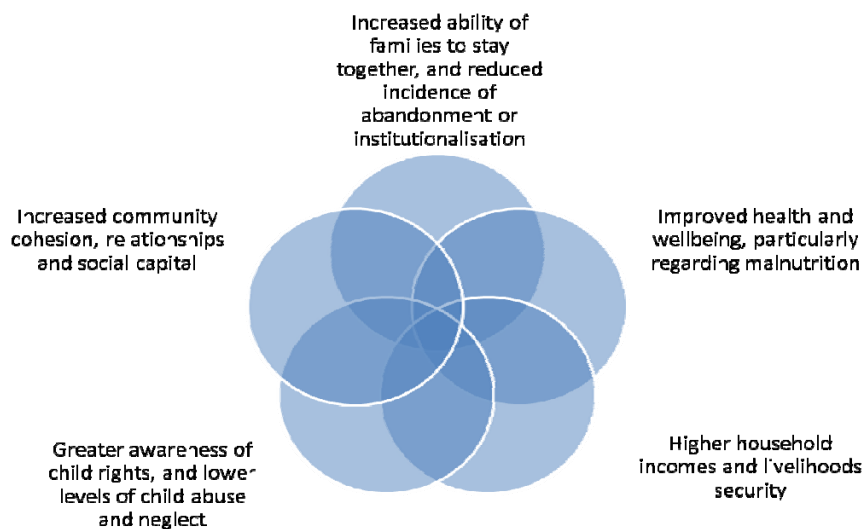 Increased ability of
families to stay
together, and reduced
incidence of
abandonment or
institutionalisation
Increased community
cohesion, relationships
and social capital
Improved health and
wellbeing, particularly
regarding malnutrition
Greater awareness of
child rights, and lower
levels of child abuse
and neglect
Higher household
incomes and livelihoods
security